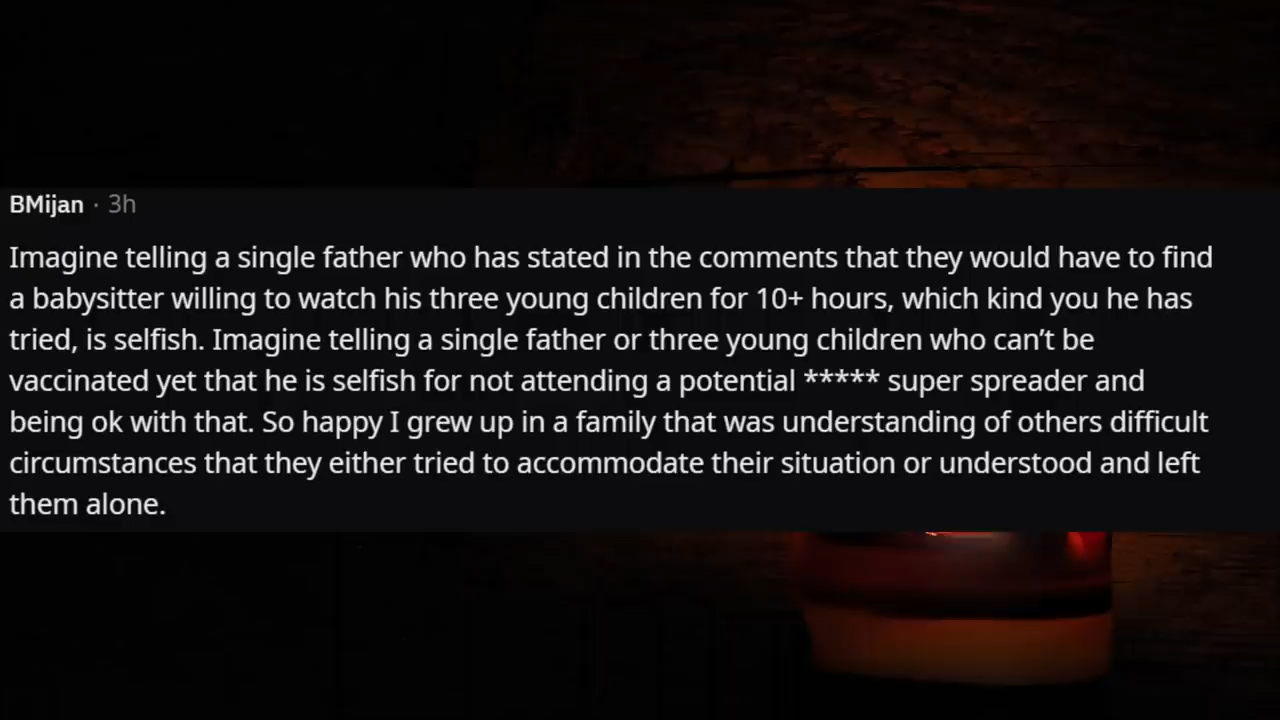 BMijan · 3h
Imagine telling a single father who has stated in the comments that they would have to find
a babysitter willing to watch his three young children for 10+ hours, which kind you he has
tried, is selfish. Imagine telling a single father or three young children who can’t be
vaccinated yet that he is selfish for not attending a potential ***** super spreader and
being ok with that. So happy I grew up in a family that was understanding of others difficult
circumstances that they either tried to accommodate their situation or understood and left
them alone.